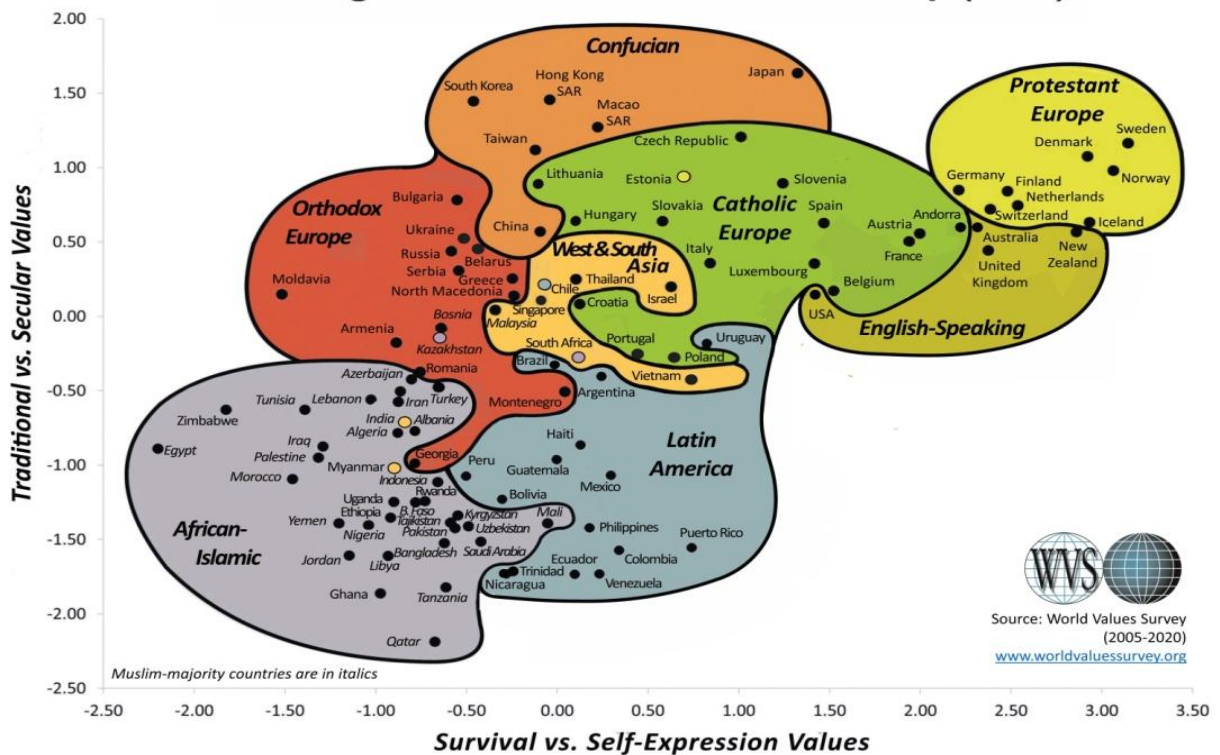 2.00
1.50
1.00
0.50
0.00
-0.50
-1.00
-1.50
-2.00
-2.50
Traditional vs. Secular Values
Confucian
Japan
South Korea
Hong Kong
SAR
Macao
SAR
Taiwan
China
Protestant
Europe
Sweden
Denmark
Norway
Germany
Finland
Netherlands
Switzerland
Iceland
Czech Republic
Lithuania
Estonia
Slovenia
Hungary
Slovakia
Catholic
Europe
Spain
Austria
Andorra
France
Italy
Luxembourg
Belgium
Croatia
Portugal
Poland
Australia
United
Kingdom
New
Zealand
USA
English-Speaking
Orthodox
Europe
Bulgaria
Ukraine
Russia
Belarus
Serbia
Greece
North Macedonia
Moldavia
Bosnia
Armenia
Kazakhstan
Romania
Montenegro
Georgia
West & South
Asia
Thailand
Chile
Israel
Singapore
Malaysia
South Africa
Vietnam
Uruguay
Brazil
Argentina
Latin
America
Haiti
Guatemala
Peru
Mexico
Bolivia
Philippines
Puerto Rico
Ecuador
Colombia
Trinidad
Nicaragua
Venezuela
African-
Islamic
Azerbaijan
Tunisia
Lebanon
Iran
Turkey
Zimbabwe
India
Albania
Algeria
Egypt
Iraq
Palestine
Myanmar
Morocco
Indonesia
Rwanda
Uganda
B. Faso
Ethiopia
Tajikistan
Kyrgyzstan
Mali
Yemen
Nigeria
Pakistan
Uzbekistan
Bangladesh
Saudi Arabia
Jordan
Libya
Ghana
Tanzania
Qatar
Muslim-majority countries are in italics
WVS
Source: World Values Survey
(2005-2020)
www.worldvaluessurvey.org
-2.50 -2.00 -1.50 -1.00 -0.50 0.00 0.50 1.00 1.50 2.00 2.50 3.00 3.50
Survival vs. Self-Expression Values